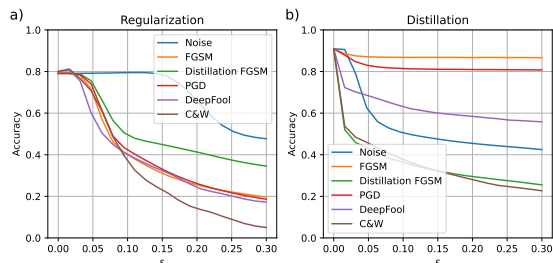 a)
Regularization
Accuracy
1.0
0.8
0.6
0.4
0.2
0.0
0.00 0.05 0.10 0.15 0.20 0.25 0.30
Noise
FGSM
Distillation FGSM
PGD
DeepFool
C&W
b)
Distillation
Accuracy
1.0
0.8
0.6
0.4
0.2
0.0
0.00 0.05 0.10 0.15 0.20 0.25 0.30
Noise
FGSM
Distillation FGSM
PGD
DeepFool
C&W